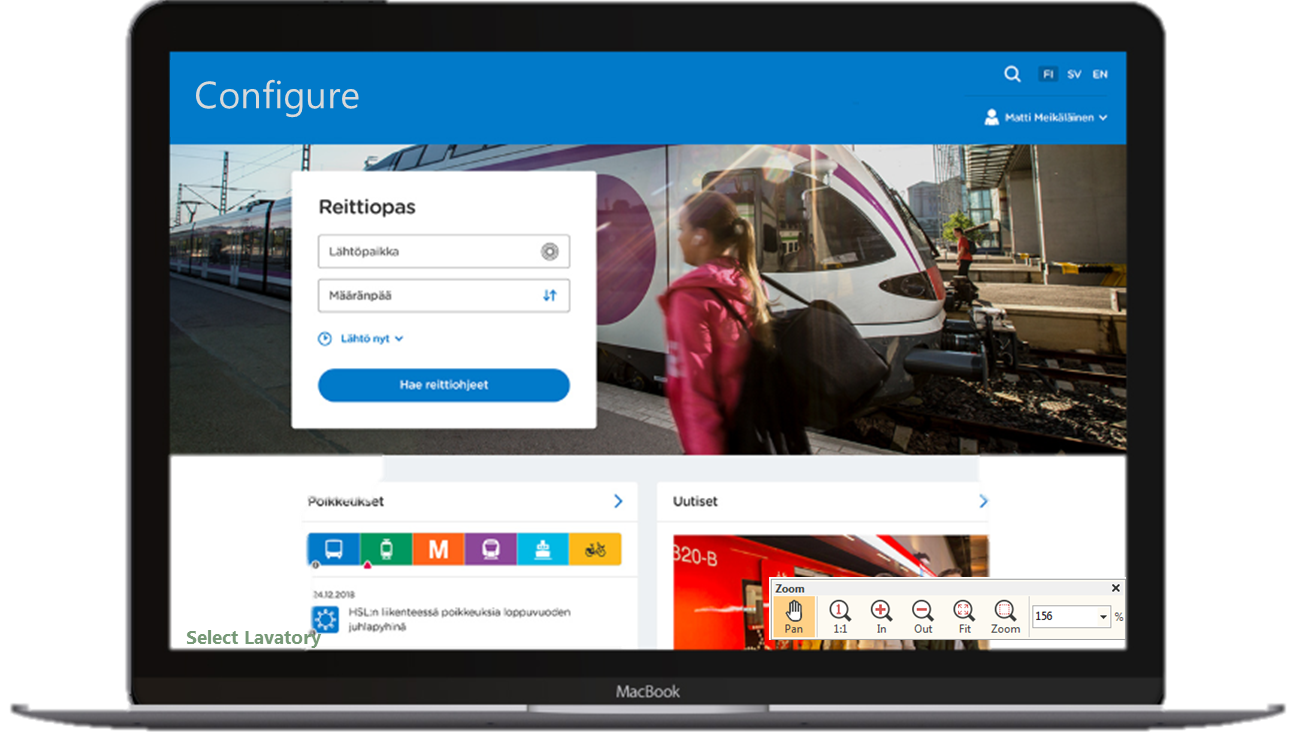 Configure
FI SV EN
Matti Meikäläinen
Reittiopas
Lähtöpaikka
Määränpää
Lähtö nyt
Hae reittiohjeet
Poikkeukset
Uutiset
M
B20-B
24.12.2018
HSL:n liikenteessä poikkeuksia loppuvuoden
juhlapyhinä
Select Lavatory
Zoom
Pan 1:1 In Out Fit Zoom 156 %
MacBook